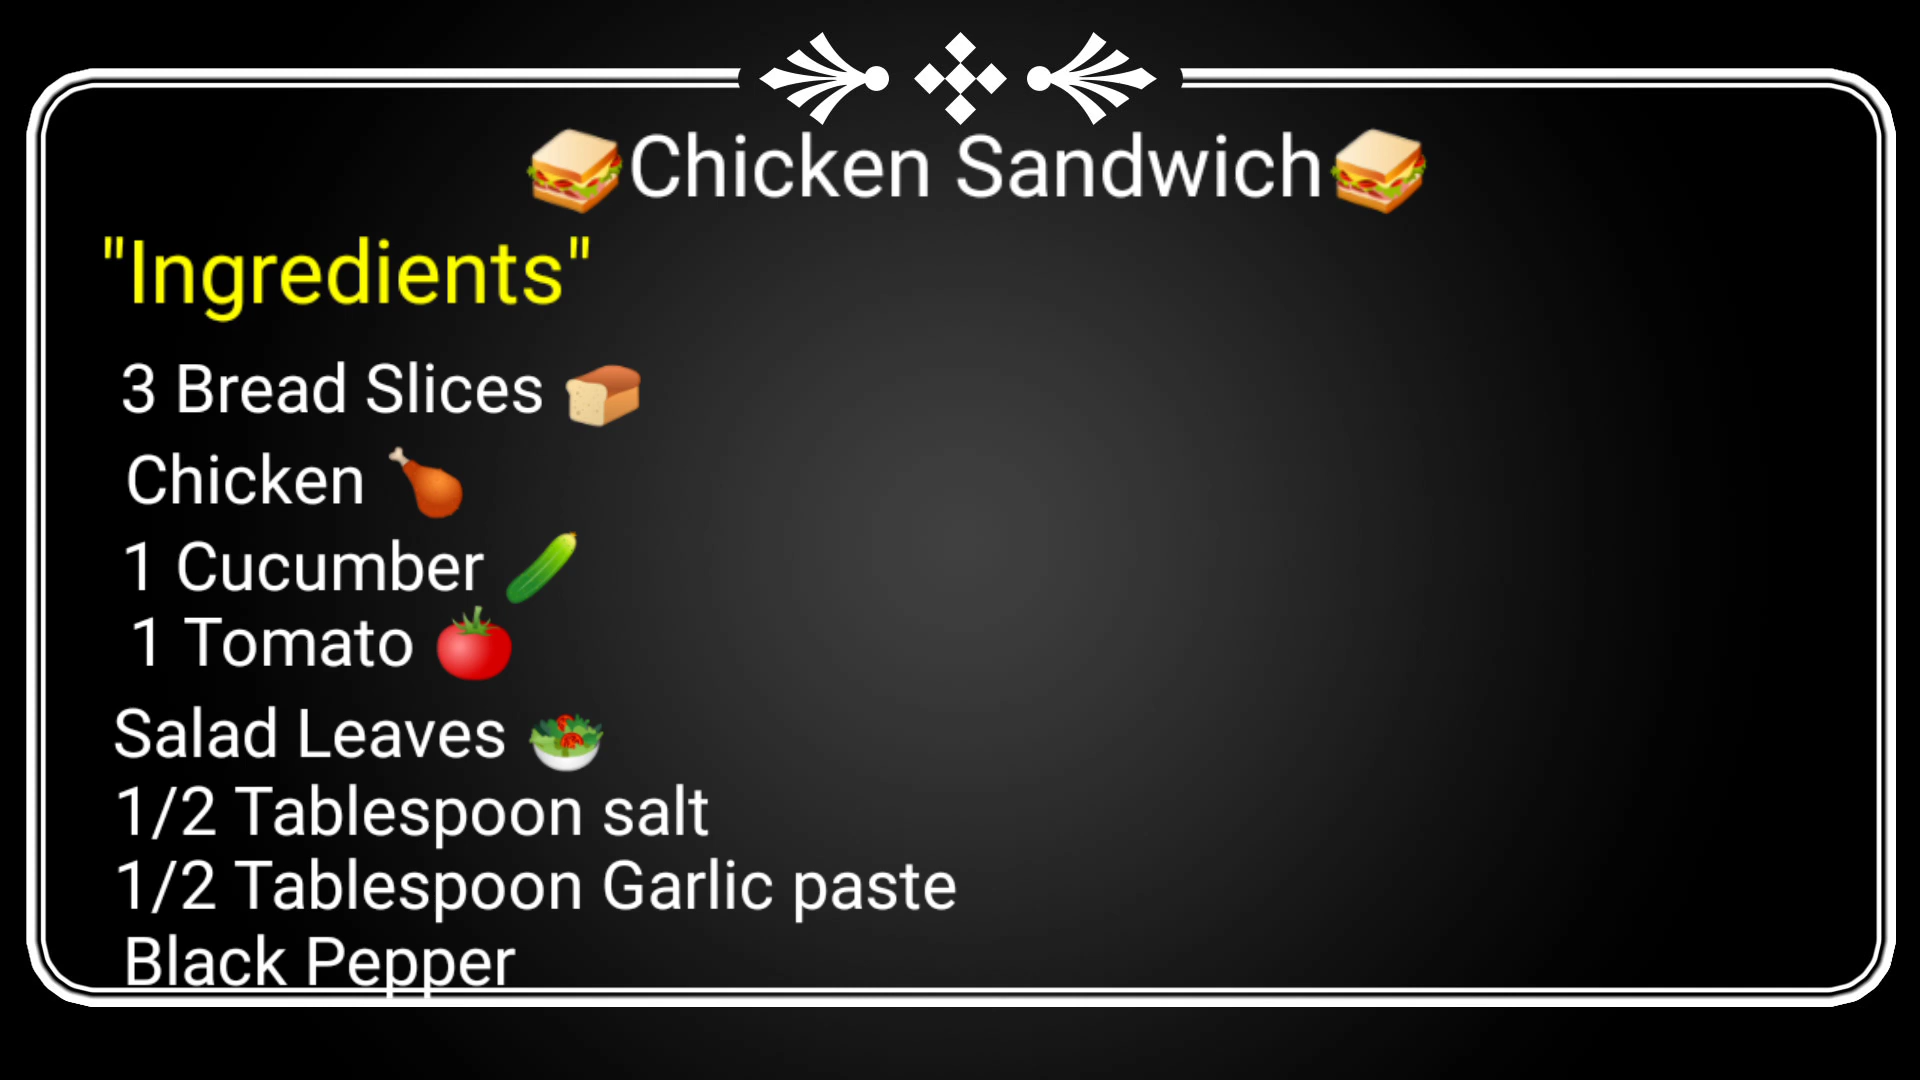 🥪Chicken Sandwich🥪
"Ingredients"
3 Bread Slices 🍞
Chicken 🍗
1 Cucumber 🥒
1 Tomato 🍅
Salad Leaves 🥗
1/2 Tablespoon salt
1/2 Tablespoon Garlic paste
Black Pepper